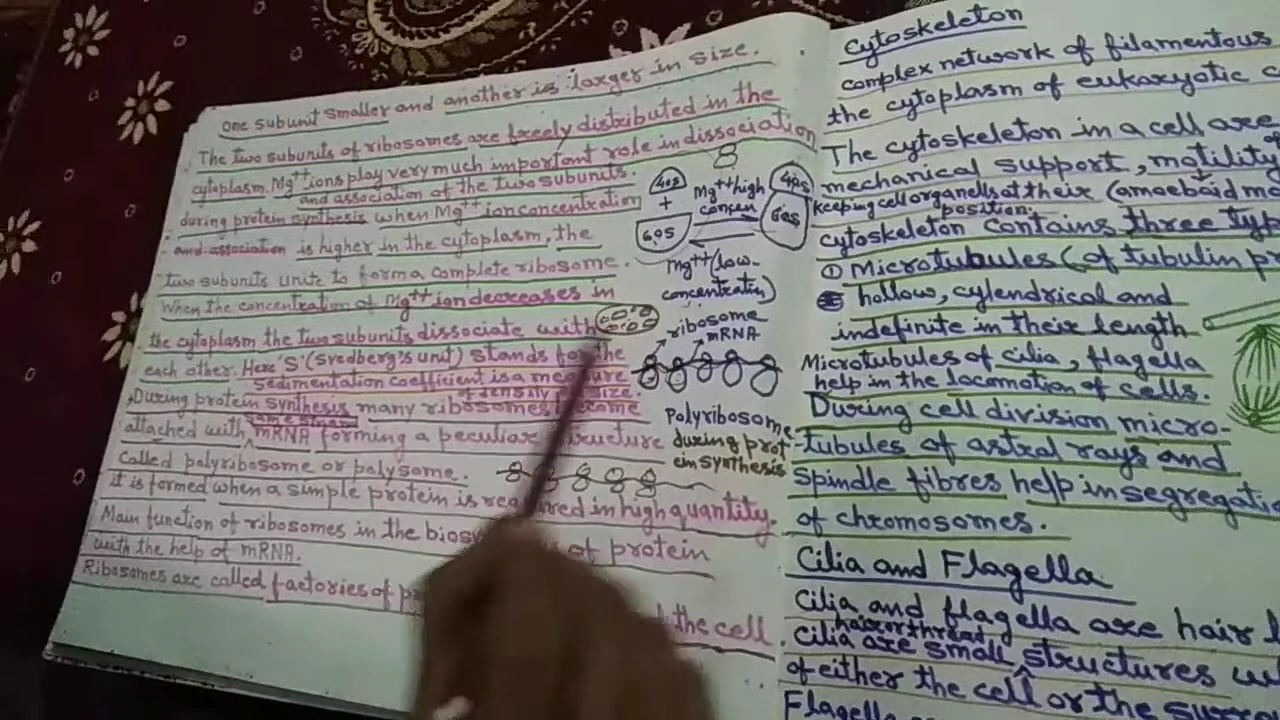 one subunit smaller and another is larger in size.
The two subunits of ribosomes are freely distributed in the
cytoplasm. Mg++ ions play very much important role in dissociation
and association of the two subunits.
during protein synthesis when Mg++ ion concentration
and association is higher in the cytoplasm, the
two subunits unite to form a complete ribosome.
When the concentration of Mg++ ion decreases in
the cytoplasm the two subunits dissociate with
each other. Here 'S' (Svedberg's unit) stands for the
sedimentation coefficient is a measure
of density size.
During protein synthesis many ribosomes become
same strand
attached with mRNA forming a peculiar structure
called polyribosome or polysome.
it is formed when a simple protein is required in high quantity.
Main function of ribosomes in the of protein
with the help of mRNA.
Ribosomes are called factories of
the cell
40S
+
60S
Mg++ high
concen
40S
60S
Mg++ (low
concentration)
ribosome
mRNA
Polyribosome
during prot-
ein synthesis
Cytoskeleton
complex network of filamentous
the cytoplasm of eukaryotic c
The cytoskeleton in a cell are
mechanical support, motility
keeping cell organells at their (amoeboid mo
position.
cytoskeleton contains three typ
① Microtubules (of tubulin pr
hollow, cylendrical and
indefinite in their length
Microtubules of cilia, flagella
help in the locomotion of cells.
During cell division micro-
tubules of astral rays and
spindle fibres help in segregatio
of chromosomes.
Cilia and Flagella
Cilia and flagella are hair l
hair or thread
cilia are small structures w
of either the cell or the
Flagella